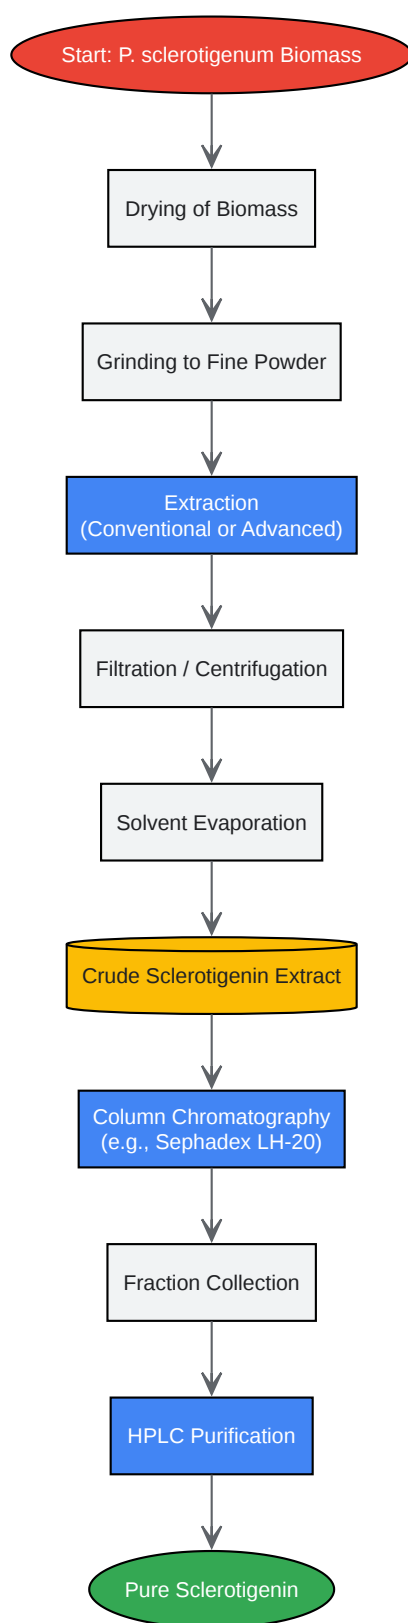 Start: P. sclerotigenum Biomass
Drying of Biomass
Grinding to Fine Powder
Extraction
(Conventional or Advanced)
Filtration / Centrifugation
Solvent Evaporation
Crude Sclerotigenin Extract
Column Chromatography
(e.g., Sephadex LH-20)
Fraction Collection
HPLC Purification
Pure Sclerotigenin